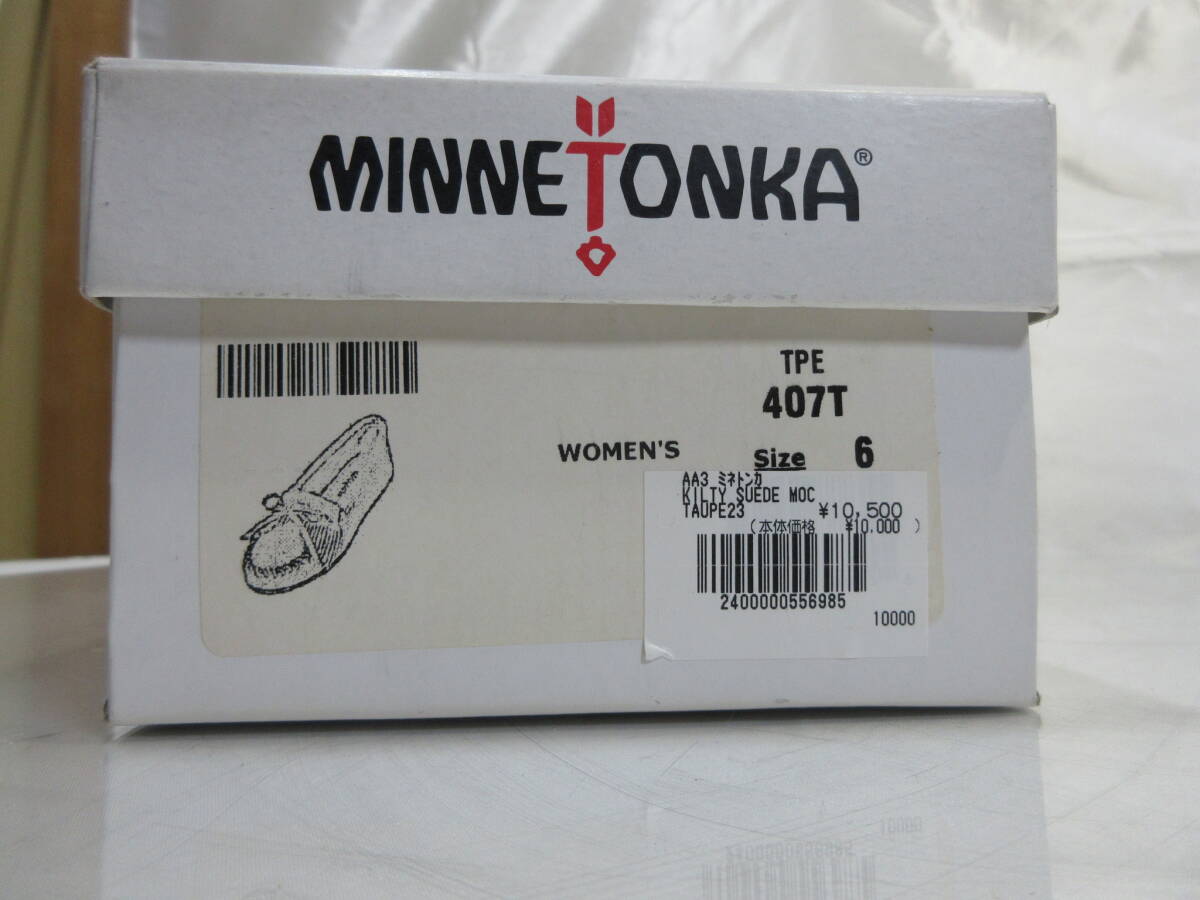 MINNETONKA®
TPE
407T
WOMEN'S Size 6
AA3 ミネトンカ
KILTY SUEDE MOC
TAUPE23 ¥10,500
(本体価格 ¥10.000 )
2400000556985
10000